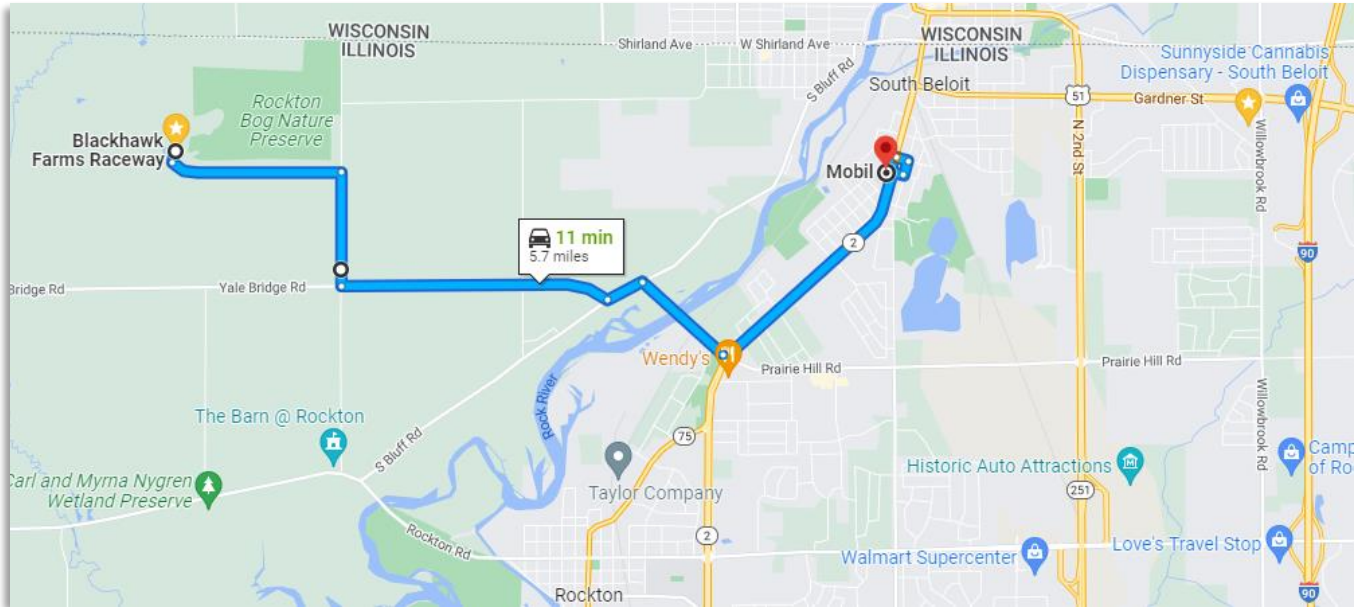 WISCONSIN
ILLINOIS
Shirland Ave
W Shirland Ave
WISCONSIN
ILLINOIS
Sunnyside Cannabis
Dispensary - South Beloit
S Bluff Rd
South Beloit
51
Gardner St
Rockton
Bog Nature
Preserve
Blackhawk
Farms Raceway
N 2nd St
Willowbrook Rd
Mobil
11 min
5.7 miles
2
90
Bridge Rd
Yale Bridge Rd
Wendy's
Prairie Hill Rd
Prairie Hill Rd
Rock River
The Barn @ Rockton
S Bluff Rd
75
Willowbrook Rd
Carl and Myrna Nygren
Wetland Preserve
Taylor Company
Historic Auto Attractions
Camp
of Ro
251
Rockton Rd
2
Walmart Supercenter
Love's Travel Stop
Rockton
90